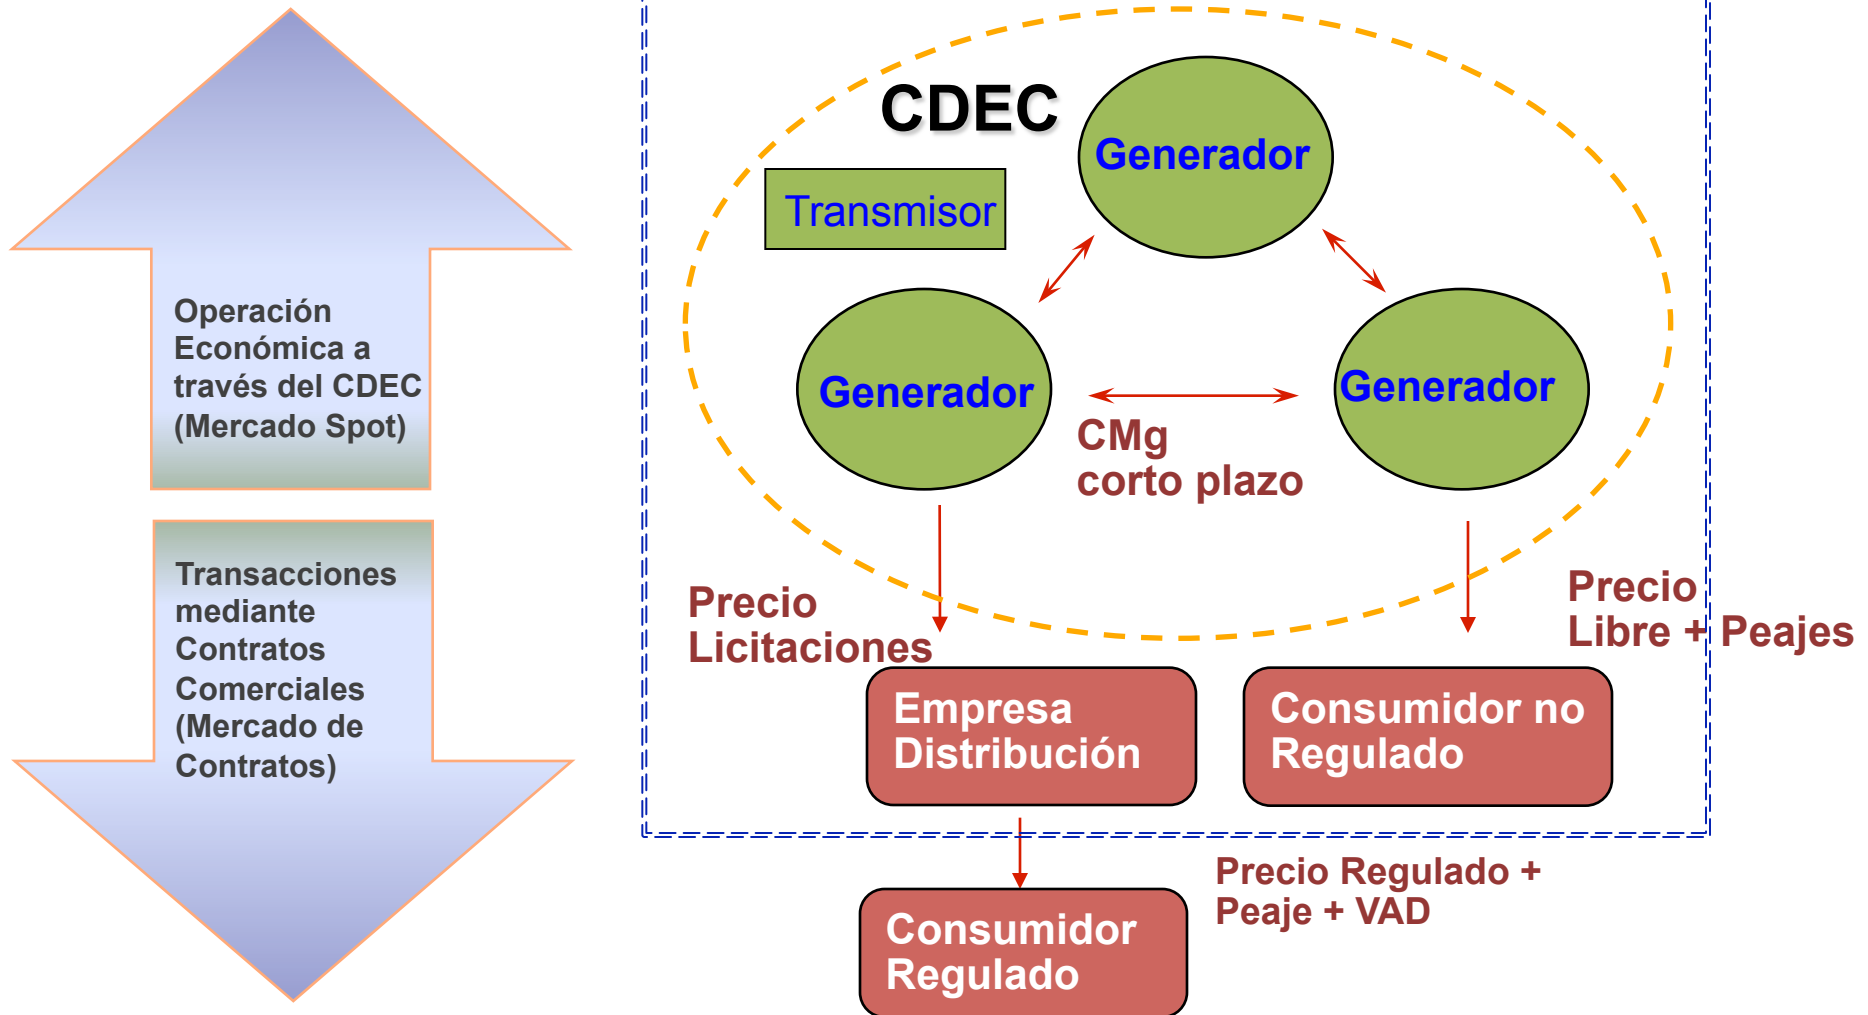 CDEC
Generador
Transmisor
Operación
Económica a
través del CDEC
(Mercado Spot)
Generador
Generador
CMg
corto plazo
Transacciones
mediante
Contratos
Comerciales
(Mercado de
Contratos)
Precio
Licitaciones
Precio
Libre + Peajes
Empresa
Distribución
Consumidor no
Regulado
Precio Regulado +
Peaje + VAD
Consumidor
Regulado